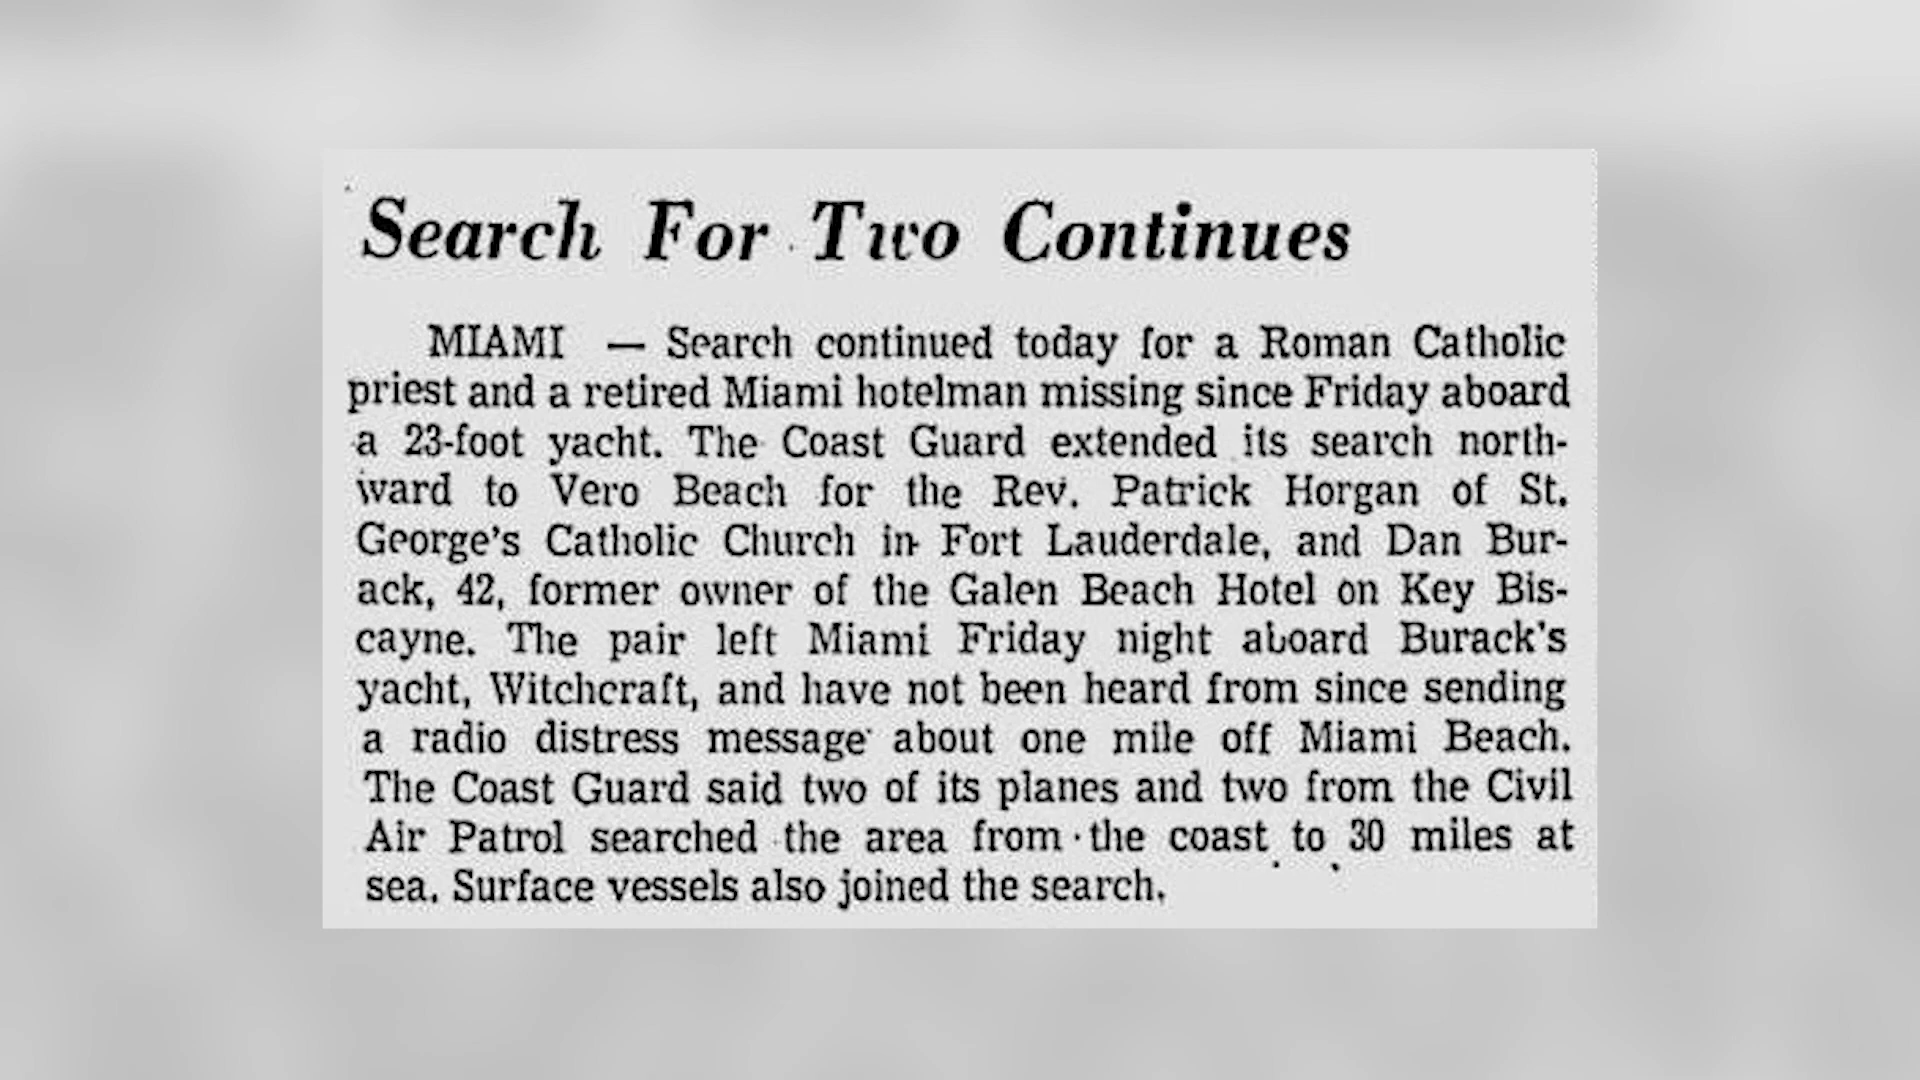 Search For Two Continues
MIAMI — Search continued today for a Roman Catholic
priest and a retired Miami hotelman missing since Friday aboard
a 23-foot yacht. The Coast Guard extended its search north-
ward to Vero Beach for the Rev. Patrick Horgan of St.
George's Catholic Church in Fort Lauderdale, and Dan Bur-
ack, 42, former owner of the Galen Beach Hotel on Key Bis-
cayne. The pair left Miami Friday night aboard Burack's
yacht, Witchcraft, and have not been heard from since sending
a radio distress message about one mile off Miami Beach.
The Coast Guard said two of its planes and two from the Civil
Air Patrol searched the area from the coast to 30 miles at
sea. Surface vessels also joined the search.